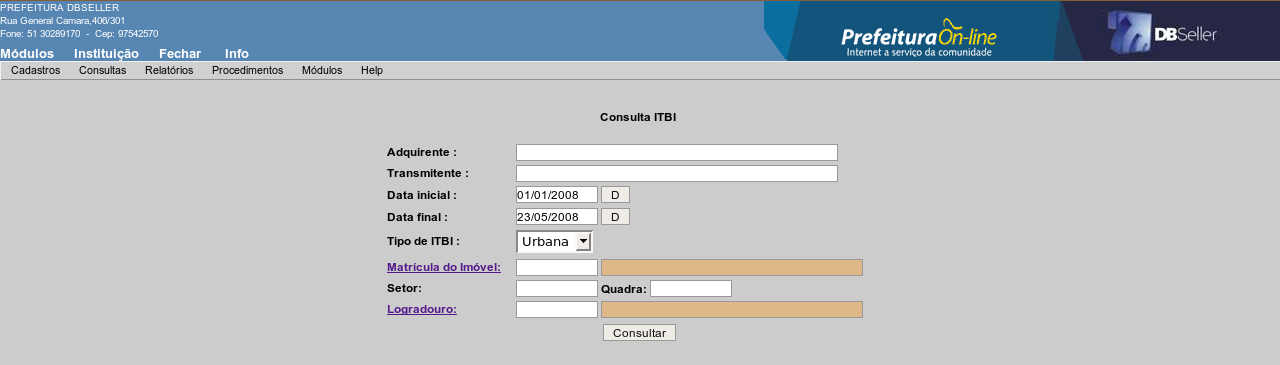 PREFEITURA DBSELLER
Rua General Camara,406/301
Fone: 51 30289170 - Cep: 97542570
Módulos Instituição Fechar Info
Prefeitura On-line
Internet a serviço da comunidade
DBSeller
Cadastros Consultas Relatórios Procedimentos Módulos Help
Consulta ITBI
Adquirente :
Transmitente :
Data inicial : 01/01/2008 D
Data final : 23/05/2008 D
Tipo de ITBI : Urbana
Matrícula do Imóvel:
Setor: Quadra:
Logradouro:
Consultar